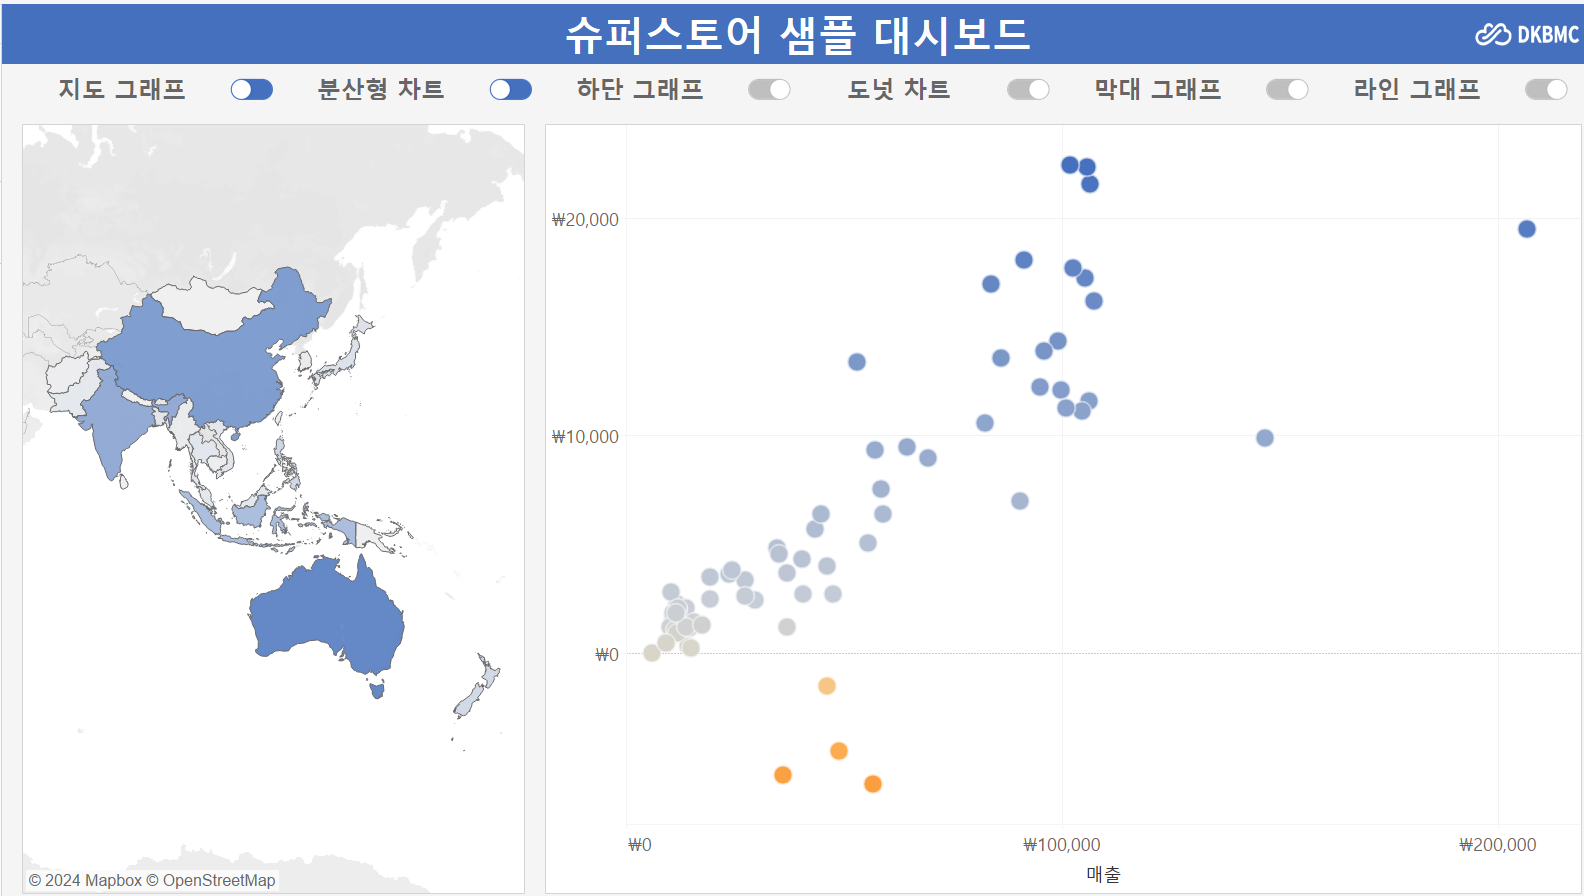 슈퍼스토어 샘플 대시보드
DKBMC
지도 그래프
분산형 차트
하단 그래프
도넛 차트
막대 그래프
라인 그래프
₩20,000
₩10,000
₩0
₩0
₩100,000
₩200,000
매출
© 2024 Mapbox © OpenStreetMap